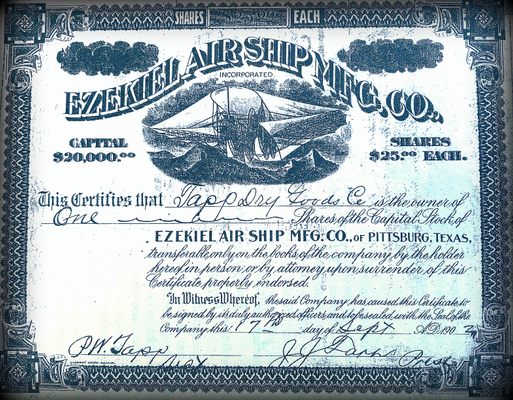 SHARES $25.00 EACH
EZEKIEL AIR SHIP MFG. CO.,
INCORPORATED.
CAPITAL
$20,000.00
SHARES
$25.00 EACH.
This Certifies that Tapp Dry Goods Co is the owner of
One Shares of the Capital Stock of
EZEKIEL AIR SHIP MFG: CO., OF PITTSBURG, TEXAS,
transferable only on the books of the company by the holder
hereof in person or by attorney upon surrender of this
Certificate properly endorsed.
In Witness Whereof, the said Company has caused this Certificate to
be signed by its duly authorized officers, and to be sealed with the Seal of the
Company this 17 day of Sept A.D. 190
P.W. Tapp
J.J. Prest